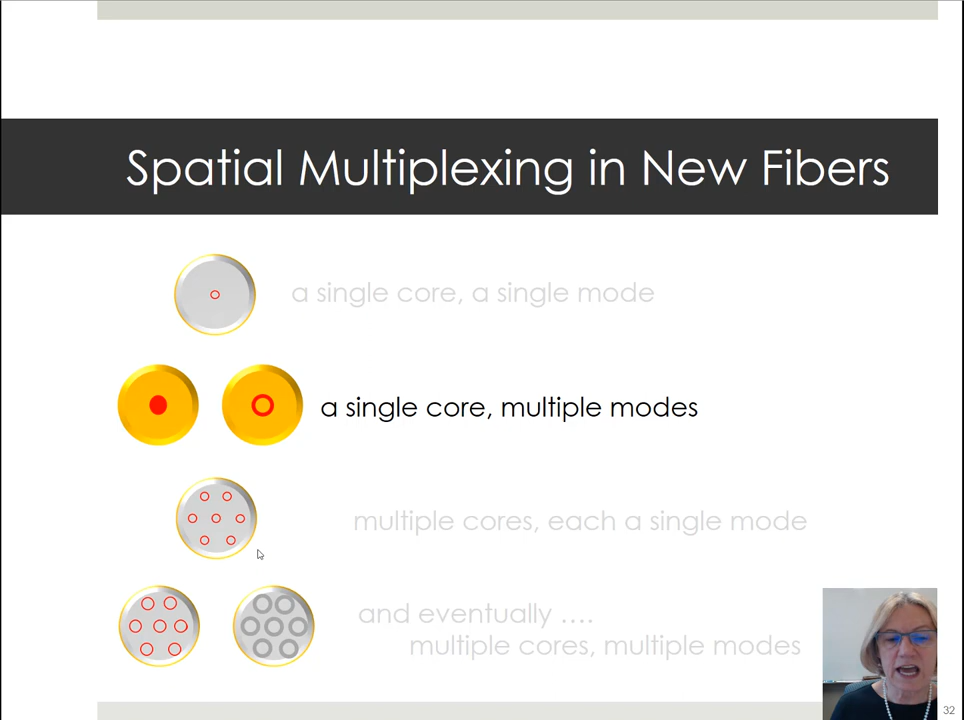 Spatial Multiplexing in New Fibers
a single core, a single mode
a single core, multiple modes
multiple cores, each a single mode
and eventually ....
multiple cores, multiple modes
32